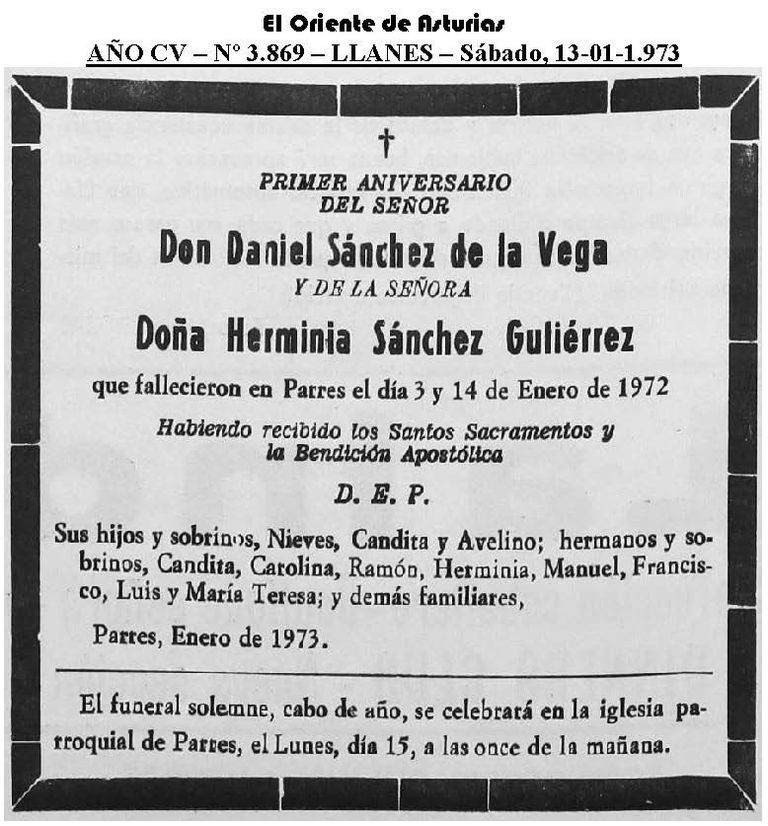 El Oriente de Asturias
AÑO CV – Nº 3.869 – LLANES – Sábado, 13-01-1.973
PRIMER ANIVERSARIO
DEL SEÑOR
Don Daniel Sánchez de la Vega
Y DE LA SEÑORA
Doña Herminia Sánchez Gutiérrez
que fallecieron en Parres el día 3 y 14 de Enero de 1972
Habiendo recibido los Santos Sacramentos y
la Bendición Apostólica
D. E. P.
Sus hijos y sobrinos, Nieves, Candita y Avelino; hermanos y so-
brinos, Candita, Carolina, Ramón, Herminia, Manuel, Francis-
co, Luis y María Teresa; y demás familiares,
Parres, Enero de 1973.
El funeral solemne, cabo de año, se celebrará en la iglesia pa-
rroquial de Parres, el Lunes, día 15, a las once de la mañana.